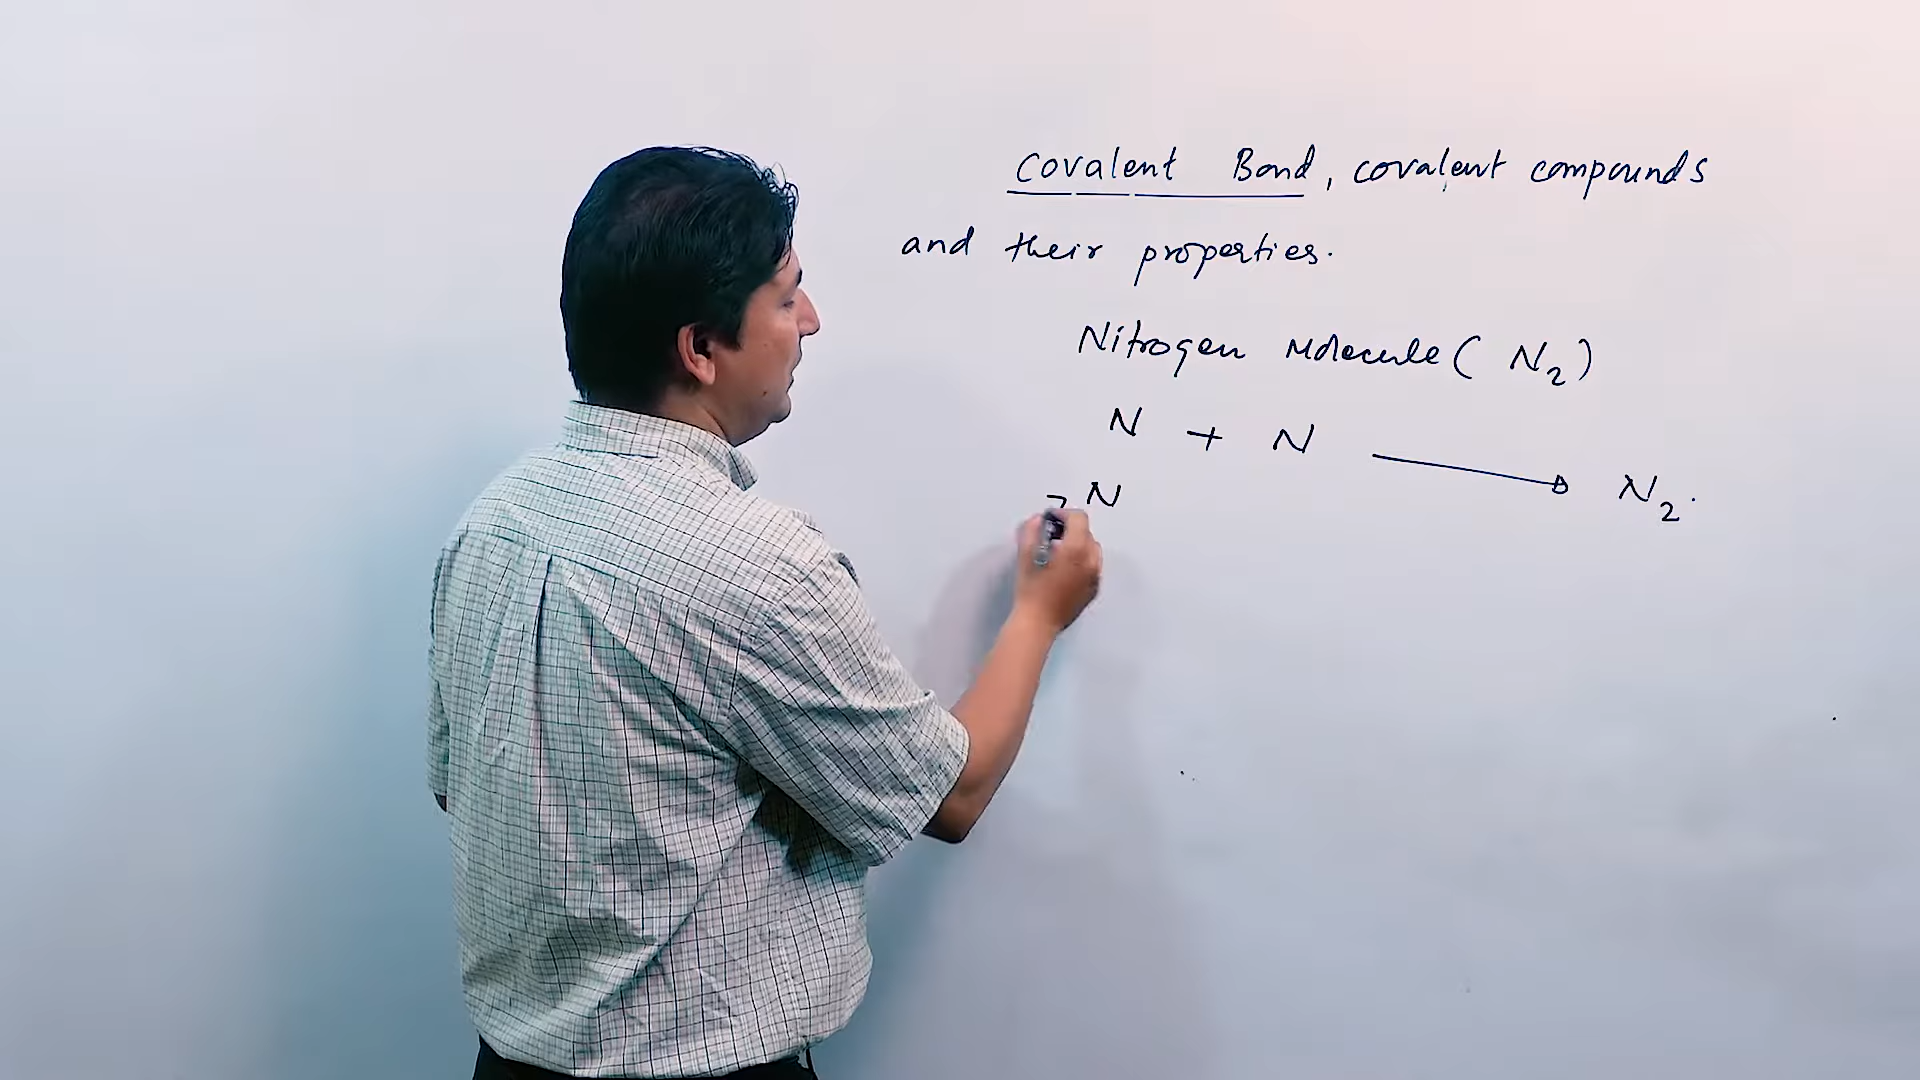 Covalent Bond, covalent compounds
and their properties.
Nitrogen Molecule ( N₂ )
N + N ⟶ N₂.
₇N